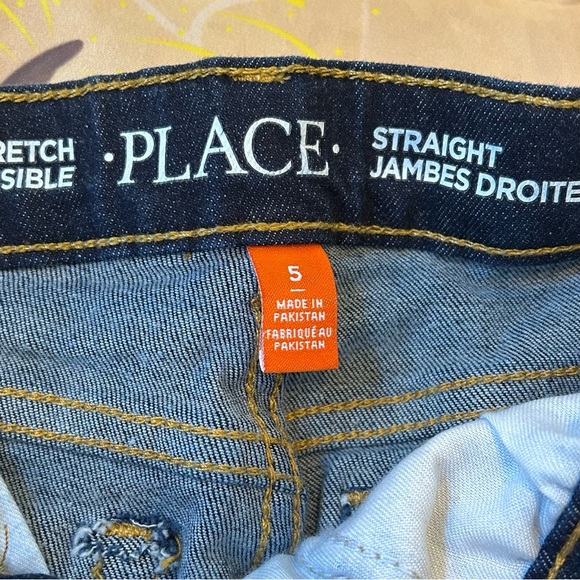 RETCH
SIBLE
·PLACE·
STRAIGHT
JAMBES DROITE
5
MADE IN
PAKISTAN
FABRIQUÉ AU
PAKISTAN